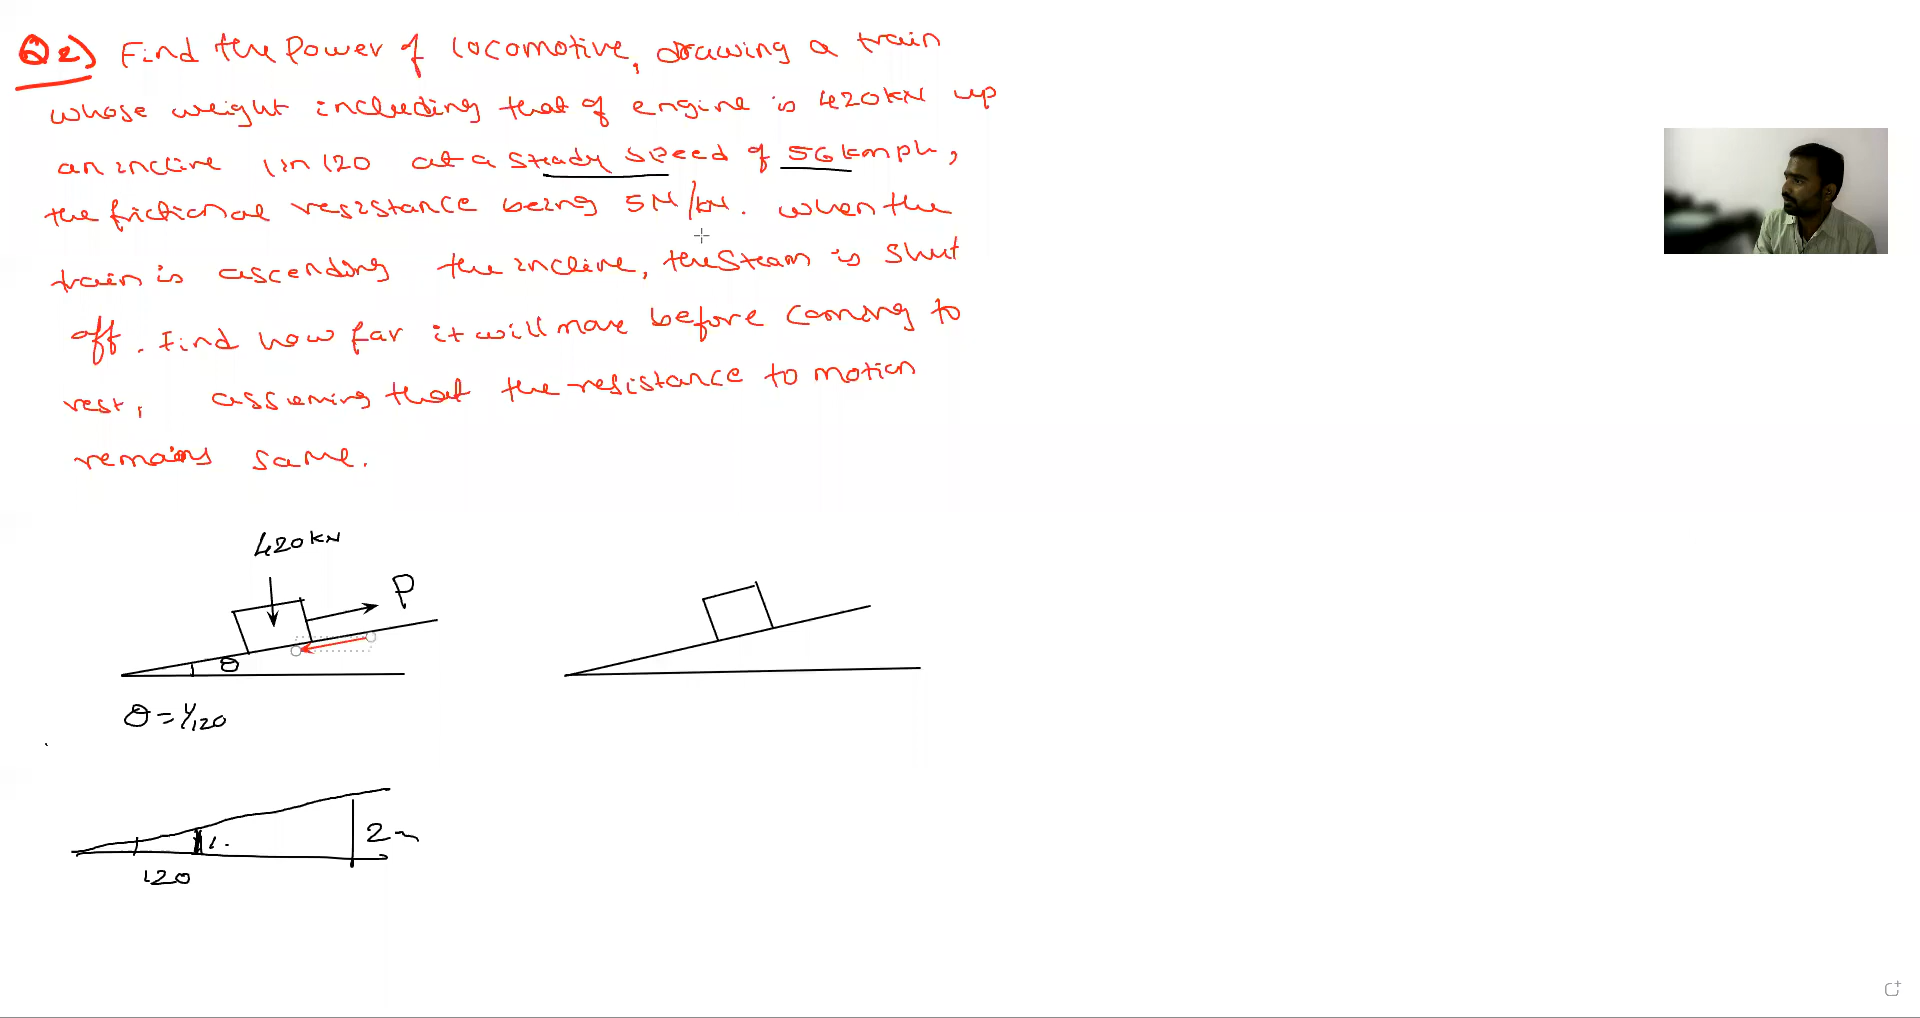 Q2) Find the Power of locomotive, drawing a train
whose weight including that of engine is 420kN up
an incline 1 in 120 at a steady speed of 56 kmph,
the frictional resistance being 5N/kN. When the
train is ascending the incline, the steam is shut
off. Find how far it will move before coming to
rest, assuming that the resistance to motion
remains same.
420kN
P
θ
θ = 1/120
1.
2m
120